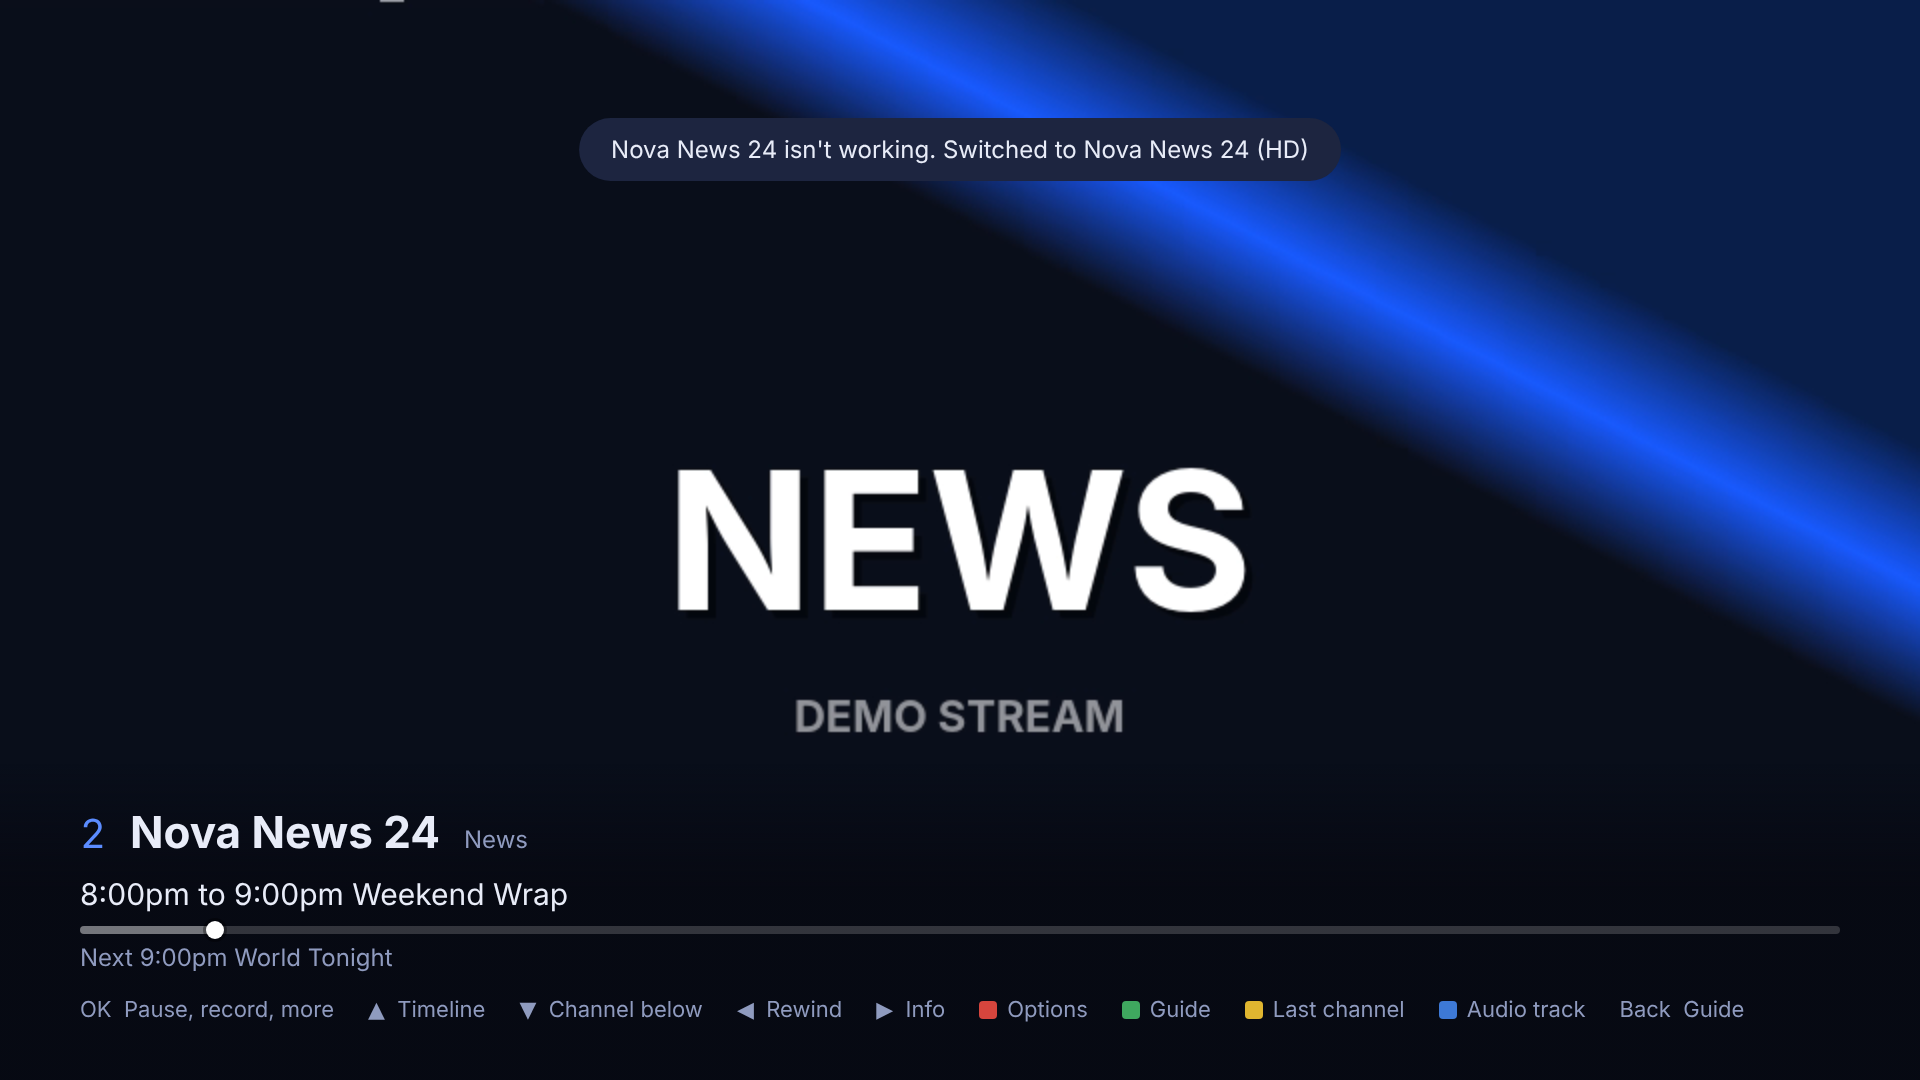 Nova News 24 isn't working. Switched to Nova News 24 (HD)
NEWS
DEMO STREAM
2 Nova News 24 News
8:00pm to 9:00pm Weekend Wrap
Next 9:00pm World Tonight
OK Pause, record, more ▲ Timeline ▼ Channel below ◀ Rewind ▶ Info Options Guide Last channel Audio track Back Guide